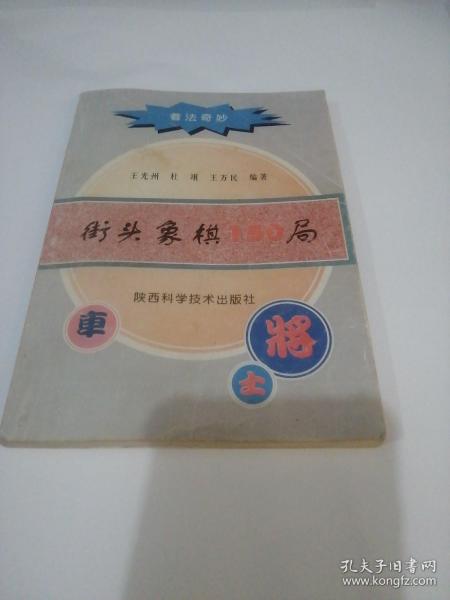 着法奇妙
王光州 杜翊 王万民 编著
街头象棋150局
陕西科学技术出版社
車
將
士
孔夫子旧书网
www.kongfz.com